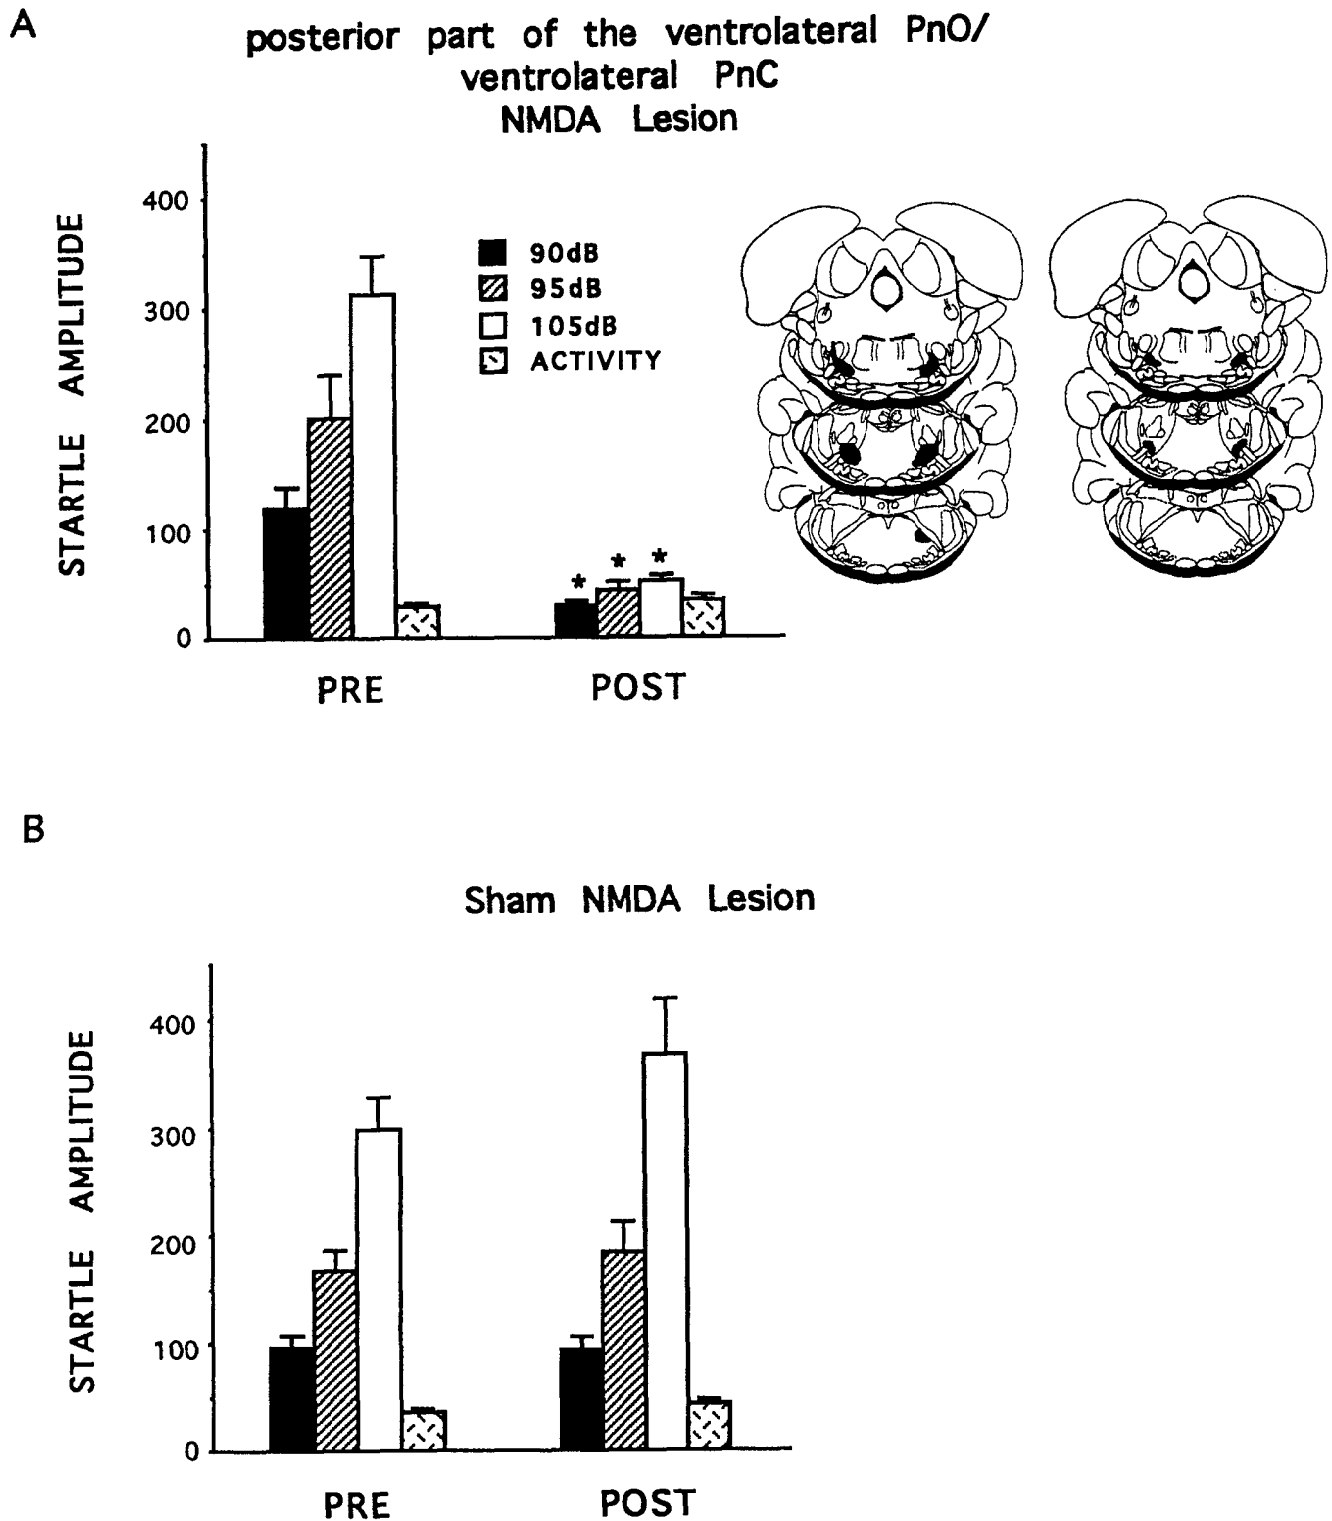 A
posterior part of the ventrolateral PnO/
ventrolateral PnC
NMDA Lesion
STARTLE AMPLITUDE
400
300
200
100
0
90dB
95dB
105dB
ACTIVITY
* * *
PRE POST
B
Sham NMDA Lesion
STARTLE AMPLITUDE
400
300
200
100
0
PRE POST